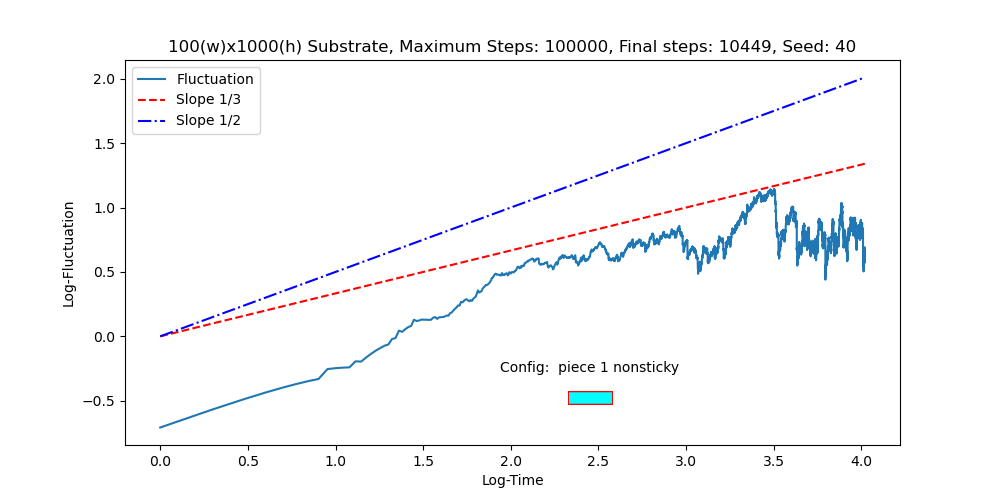 100(w)x1000(h) Substrate, Maximum Steps: 100000, Final steps: 10449, Seed: 40
Fluctuation
Slope 1/3
Slope 1/2
2.0
1.5
1.0
0.5
0.0
−0.5
Log-Fluctuation
Config:  piece 1 nonsticky
0.0 0.5 1.0 1.5 2.0 2.5 3.0 3.5 4.0
Log-Time